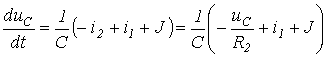 du_C/dt = 1/C (-i_2 + i_1 + J) = 1/C (-u_C/R_2 + i_1 + J)